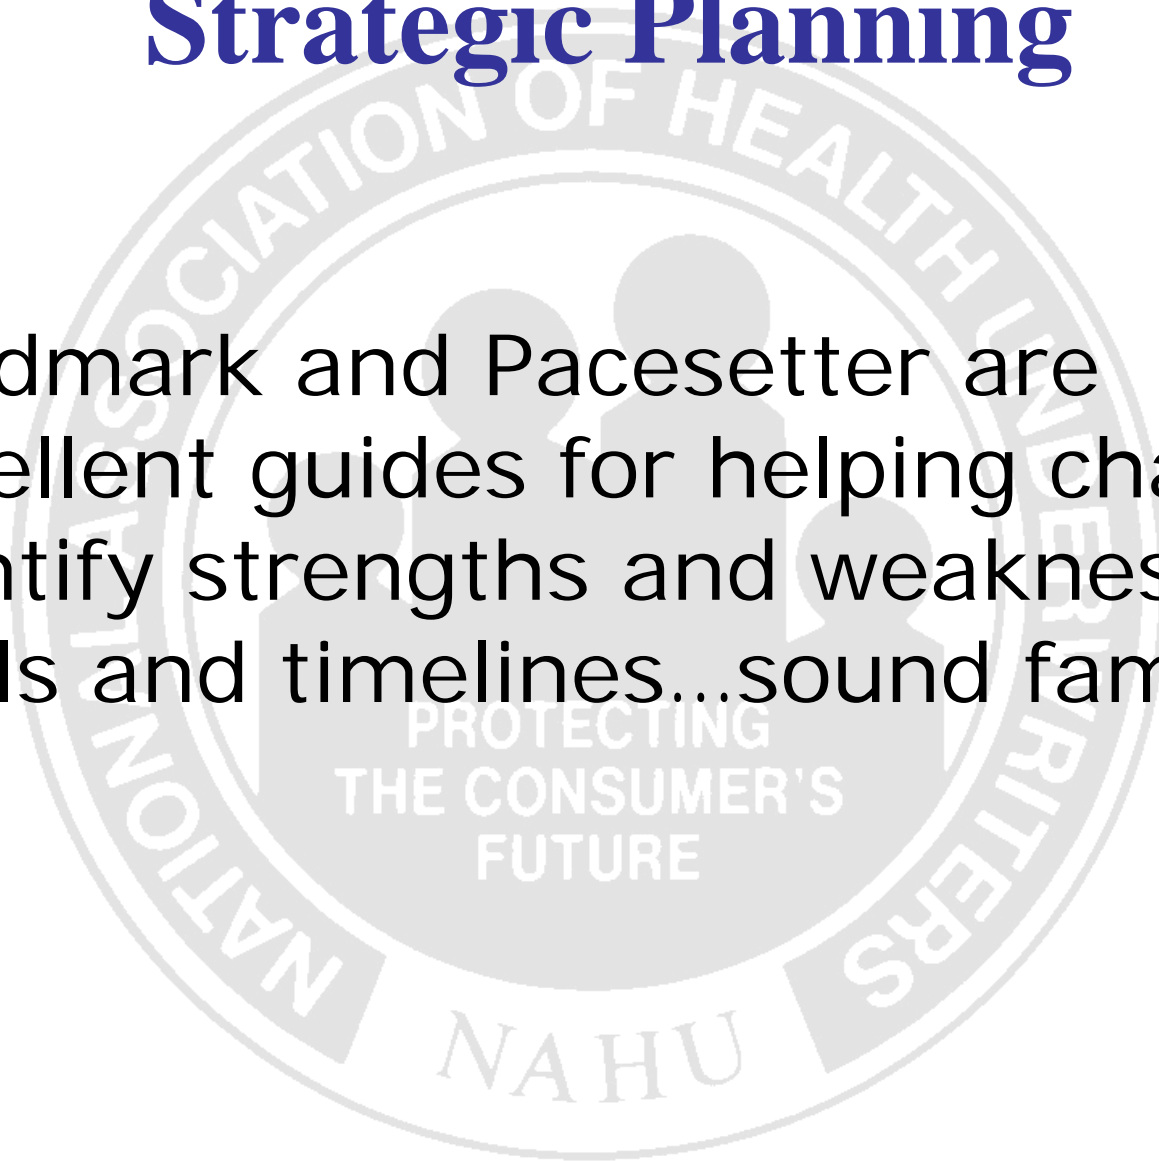 Strategic Planning
dmark and Pacesetter are
ellent guides for helping cha
ntify strengths and weaknes
ls and timelines...sound fam
NATIONAL ASSOCIATION OF HEALTH UNDERWRITERS
PROTECTING
THE CONSUMER'S
FUTURE
NAHU